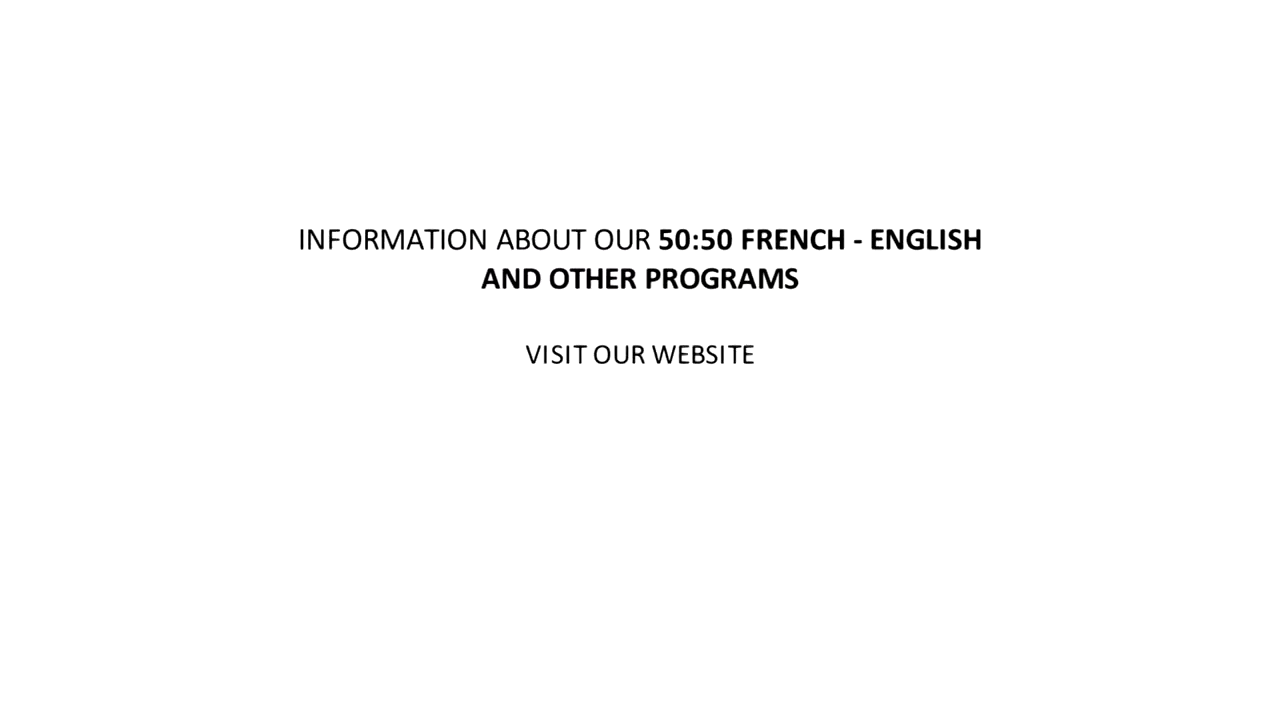 INFORMATION ABOUT OUR 50:50 FRENCH - ENGLISH
AND OTHER PROGRAMS
VISIT OUR WEBSITE